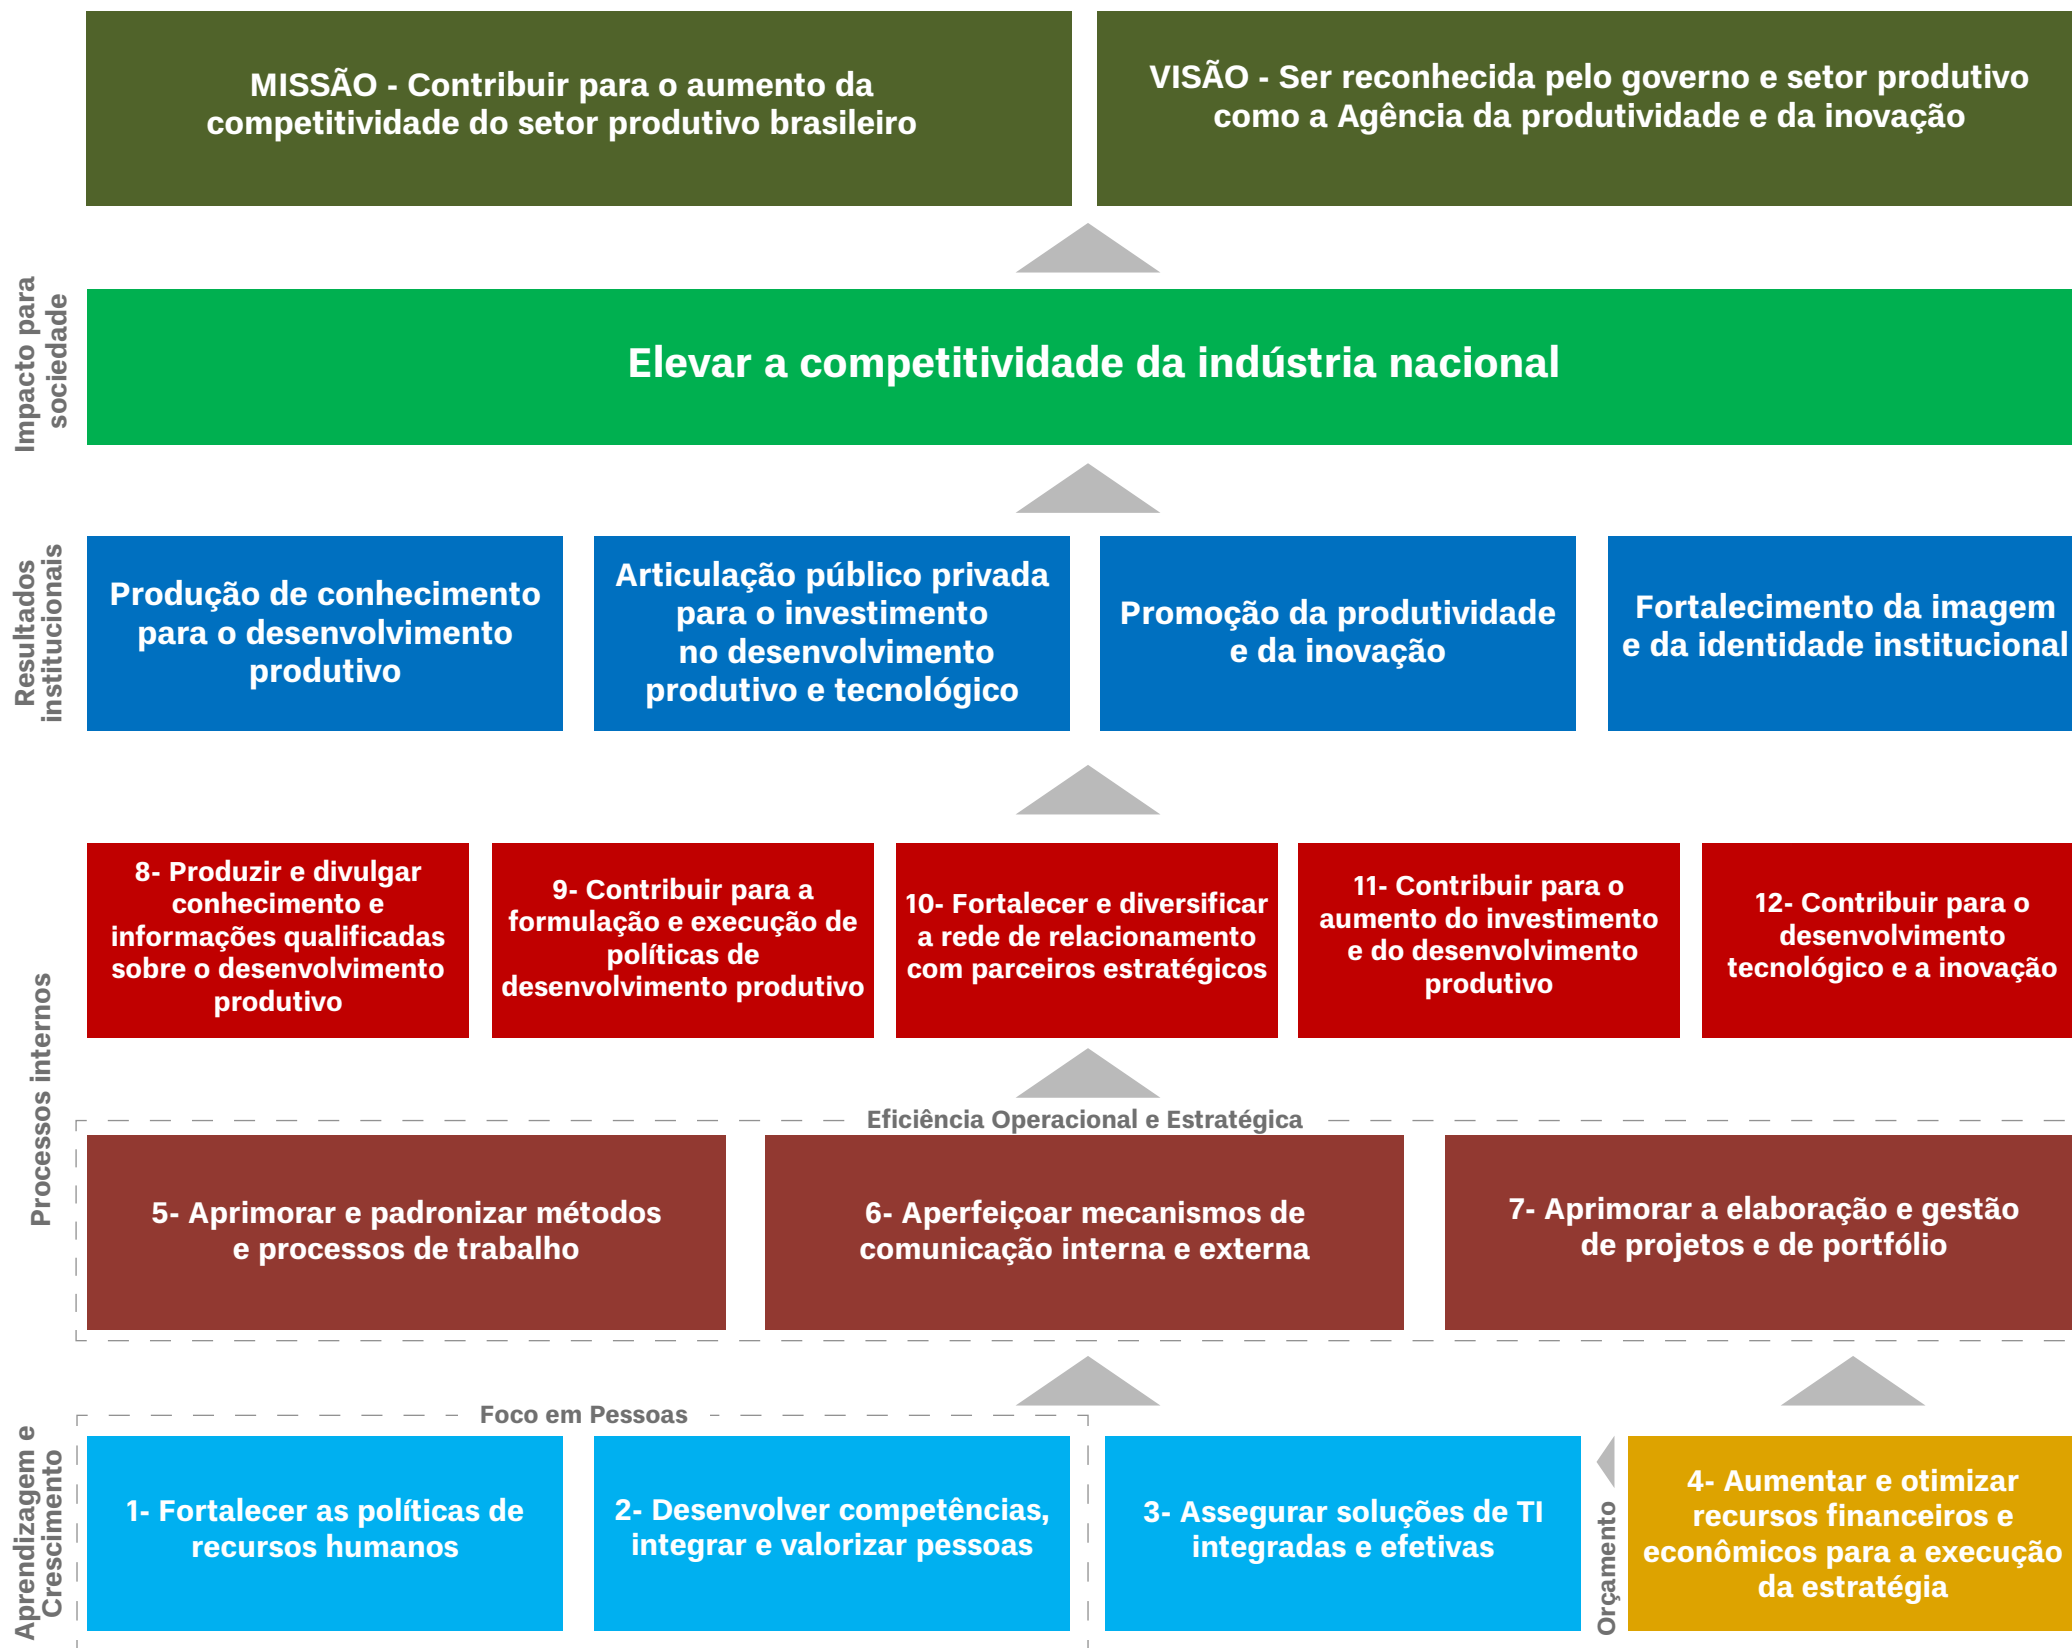 MISSÃO - Contribuir para o aumento da
competitividade do setor produtivo brasileiro
VISÃO - Ser reconhecida pelo governo e setor produtivo
como a Agência da produtividade e da inovação
Impacto para
sociedade
Elevar a competitividade da indústria nacional
Resultados
institucionais
Produção de conhecimento
para o desenvolvimento
produtivo
Articulação público privada
para o investimento
no desenvolvimento
produtivo e tecnológico
Promoção da produtividade
e da inovação
Fortalecimento da imagem
e da identidade institucional
Processos internos
8- Produzir e divulgar
conhecimento e
informações qualificadas
sobre o desenvolvimento
produtivo
9- Contribuir para a
formulação e execução de
políticas de
desenvolvimento produtivo
10- Fortalecer e diversificar
a rede de relacionamento
com parceiros estratégicos
11- Contribuir para o
aumento do investimento
e do desenvolvimento
produtivo
12- Contribuir para o
desenvolvimento
tecnológico e a inovação
Eficiência Operacional e Estratégica
5- Aprimorar e padronizar métodos
e processos de trabalho
6- Aperfeiçoar mecanismos de
comunicação interna e externa
7- Aprimorar a elaboração e gestão
de projetos e de portfólio
Aprendizagem e
Crescimento
Foco em Pessoas
1- Fortalecer as políticas de
recursos humanos
2- Desenvolver competências,
integrar e valorizar pessoas
3- Assegurar soluções de TI
integradas e efetivas
Orçamento
4- Aumentar e otimizar
recursos financeiros e
econômicos para a execução
da estratégia